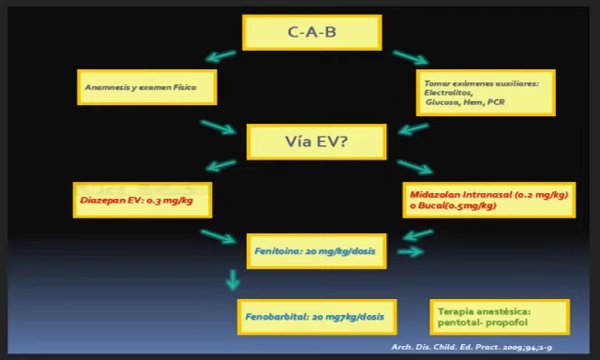 C-A-B
Anamnesis y examen Físico
Tomar exámenes auxiliares:
Electrolitos,
Glucosa, Hem, PCR
Vía EV?
Diazepan EV: 0.3 mg/kg
Midazolan Intranasal (0.2 mg/kg)
o Bucal(0.5mg/kg)
Fenitoina: 20 mg/kg/dosis
Fenobarbital: 20 mg7kg/dosis
Terapia anestésica:
pentotal- propofol
Arch. Dis. Child. Ed. Pract. 2009;94;1-9